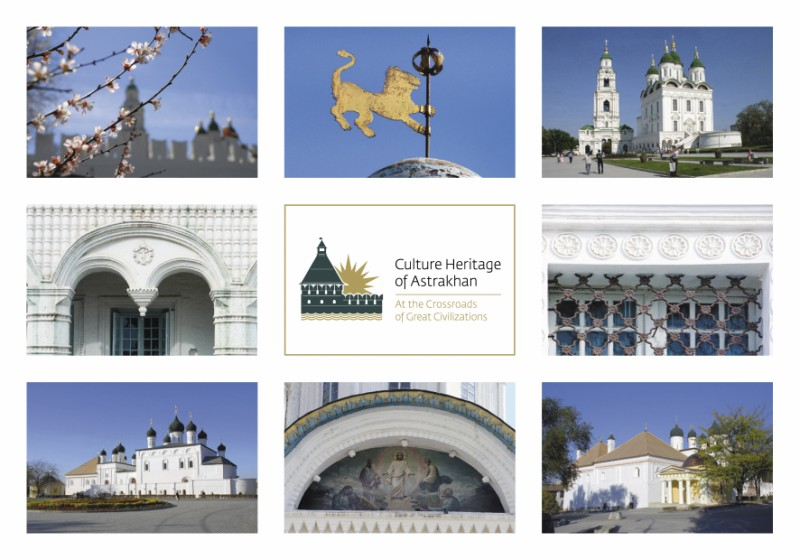 Culture Heritage
of Astrakhan
At the Crossroads
of Great Civilizations